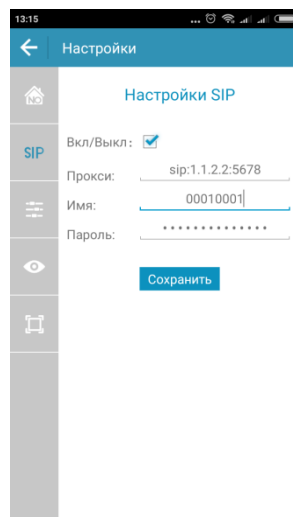 13:15 ...
Настройки
NO
Настройки SIP
SIP
Вкл/Выкл:
Прокси: sip:1.1.2.2:5678
Имя: 00010001
Пароль: ••••••••••••••
Сохранить